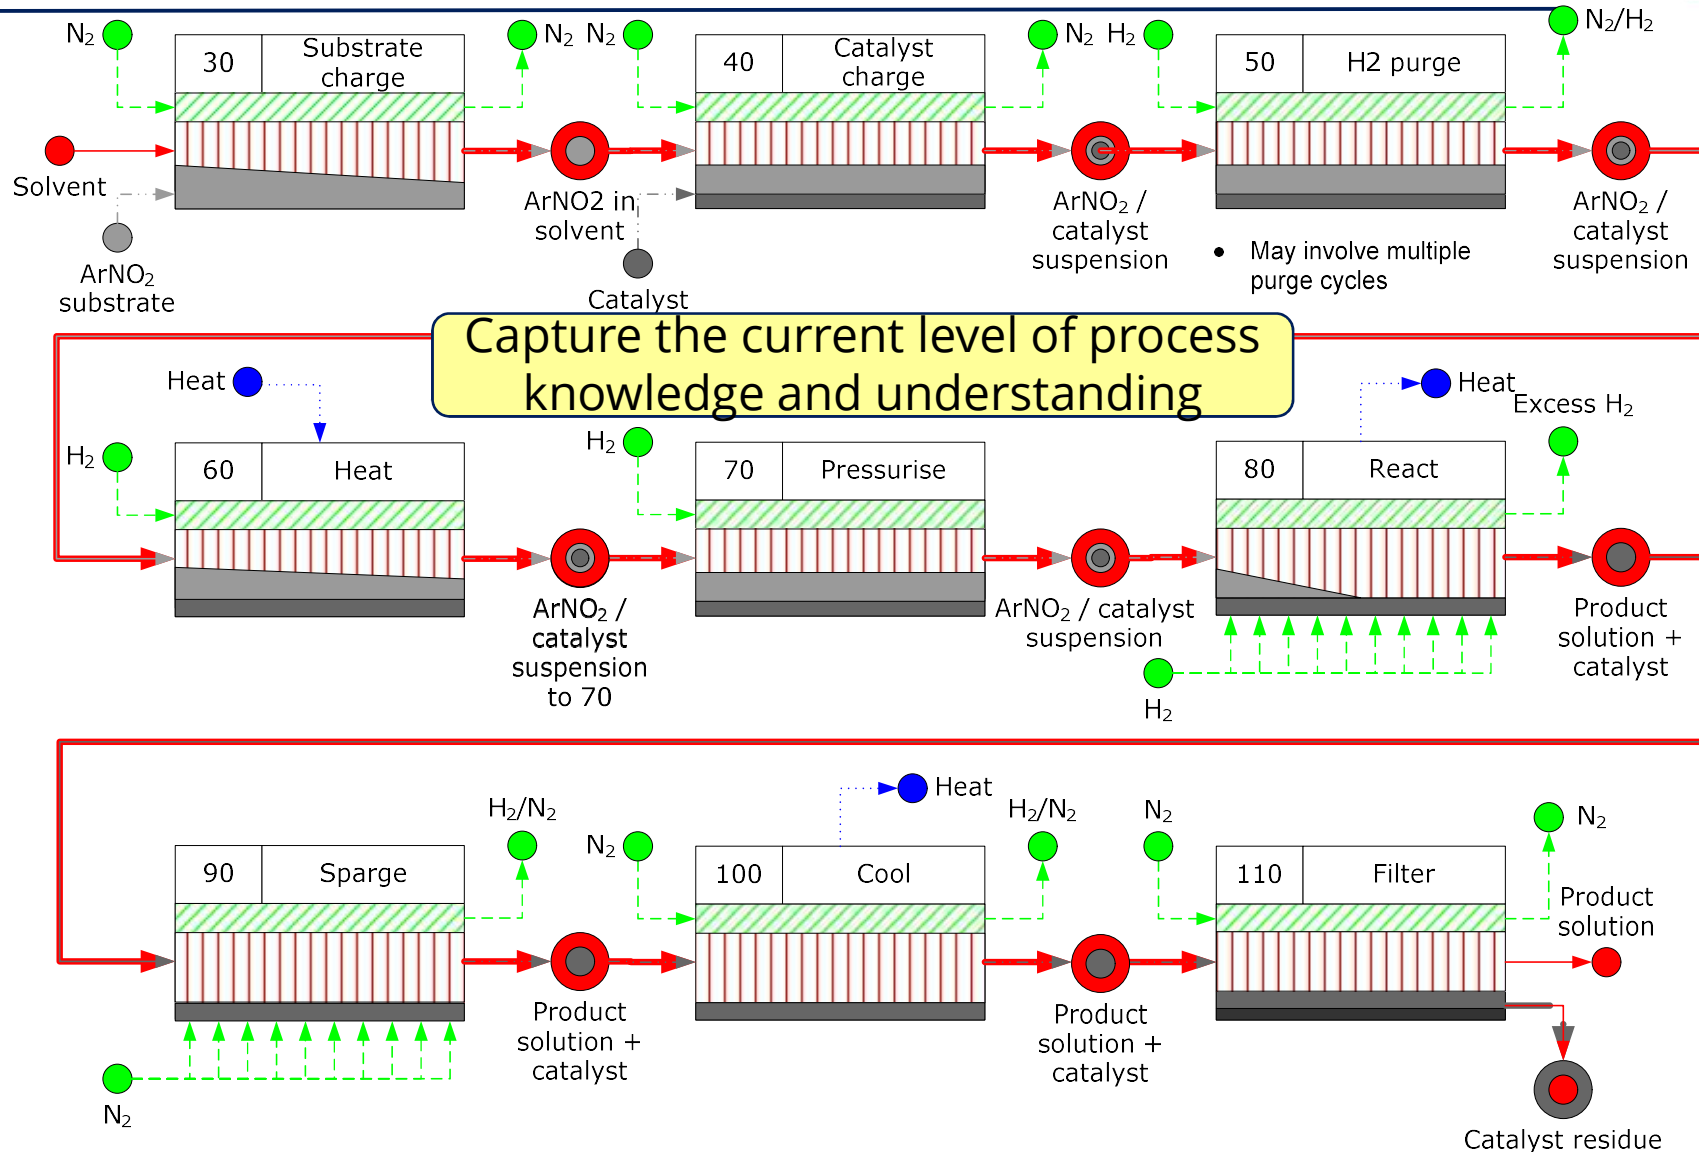 N₂
30
Substrate
charge
N₂
N₂
40
Catalyst
charge
N₂
H₂
50
H2 purge
N₂/H₂
Solvent
ArNO₂
substrate
ArNO2 in
solvent
Catalyst
ArNO₂ /
catalyst
suspension
• May involve multiple
purge cycles
ArNO₂ /
catalyst
suspension
Capture the current level of process
knowledge and understanding
Heat
H₂
60
Heat
ArNO₂ /
catalyst
suspension
to 70
H₂
70
Pressurise
ArNO₂ / catalyst
suspension
Heat
Excess H₂
80
React
H₂
Product
solution +
catalyst
90
Sparge
N₂
H₂/N₂
Product
solution +
catalyst
N₂
100
Cool
Heat
H₂/N₂
Product
solution +
catalyst
N₂
110
Filter
N₂
Product
solution
Catalyst residue